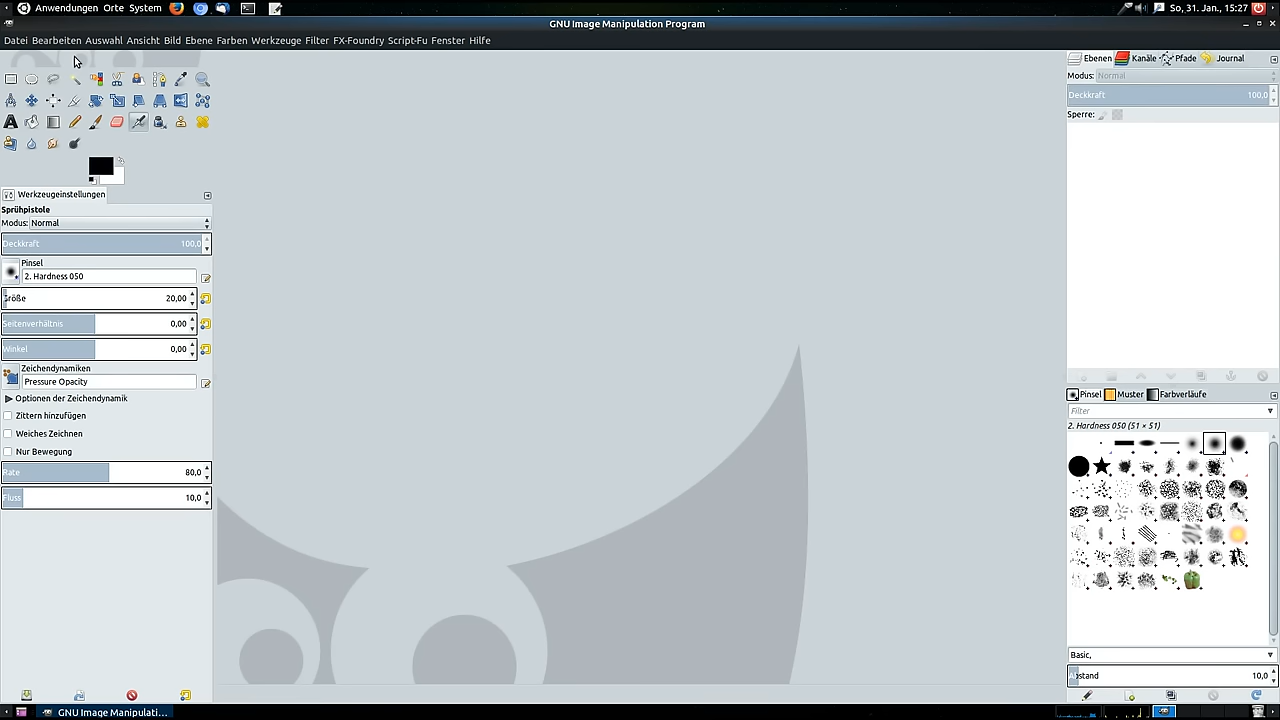 Anwendungen Orte System
So, 31. Jan., 15:27
GNU Image Manipulation Program
Datei Bearbeiten Auswahl Ansicht Bild Ebene Farben Werkzeuge Filter FX-Foundry Script-Fu Fenster Hilfe
Werkzeugeinstellungen
Sprühpistole
Modus: Normal
Deckkraft 100,0
Pinsel
2. Hardness 050
Größe 20,00
Seitenverhältnis 0,00
Winkel 0,00
Zeichendynamiken
Pressure Opacity
Optionen der Zeichendynamik
Zittern hinzufügen
Weiches Zeichnen
Nur Bewegung
Rate 80,0
Fluss 10,0
Ebenen Kanäle Pfade Journal
Modus: Normal
Deckkraft 100,0
Sperre:
Pinsel Muster Farbverläufe
Filter
2. Hardness 050 (51 × 51)
Basic,
Abstand 10,0
GNU Image Manipulati...